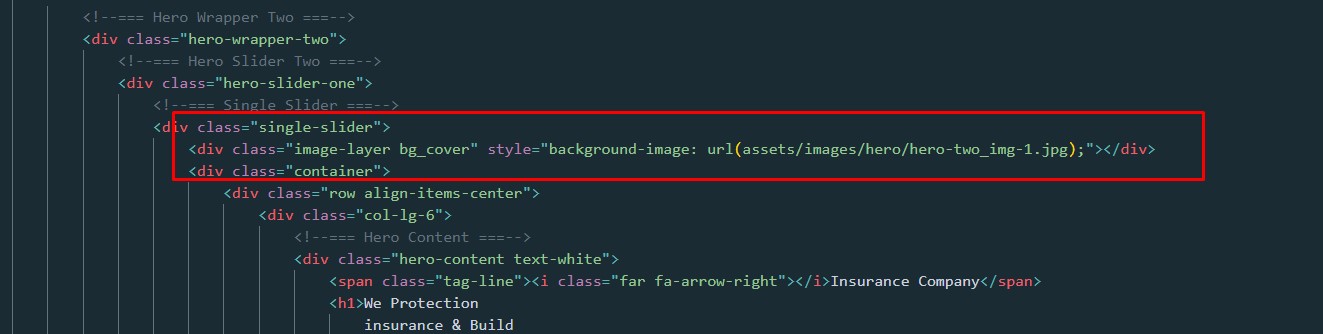 <!--=== Hero Wrapper Two ===-->
<div class="hero-wrapper-two">
<!--=== Hero Slider Two ===-->
<div class="hero-slider-one">
<!--=== Single Slider ===-->
<div class="single-slider">
<div class="image-layer bg_cover" style="background-image: url(assets/images/hero/hero-two_img-1.jpg);"></div>
<div class="container">
<div class="row align-items-center">
<div class="col-lg-6">
<!--=== Hero Content ===-->
<div class="hero-content text-white">
<span class="tag-line"><i class="far fa-arrow-right"></i>Insurance Company</span>
<h1>We Protection
insurance & Build